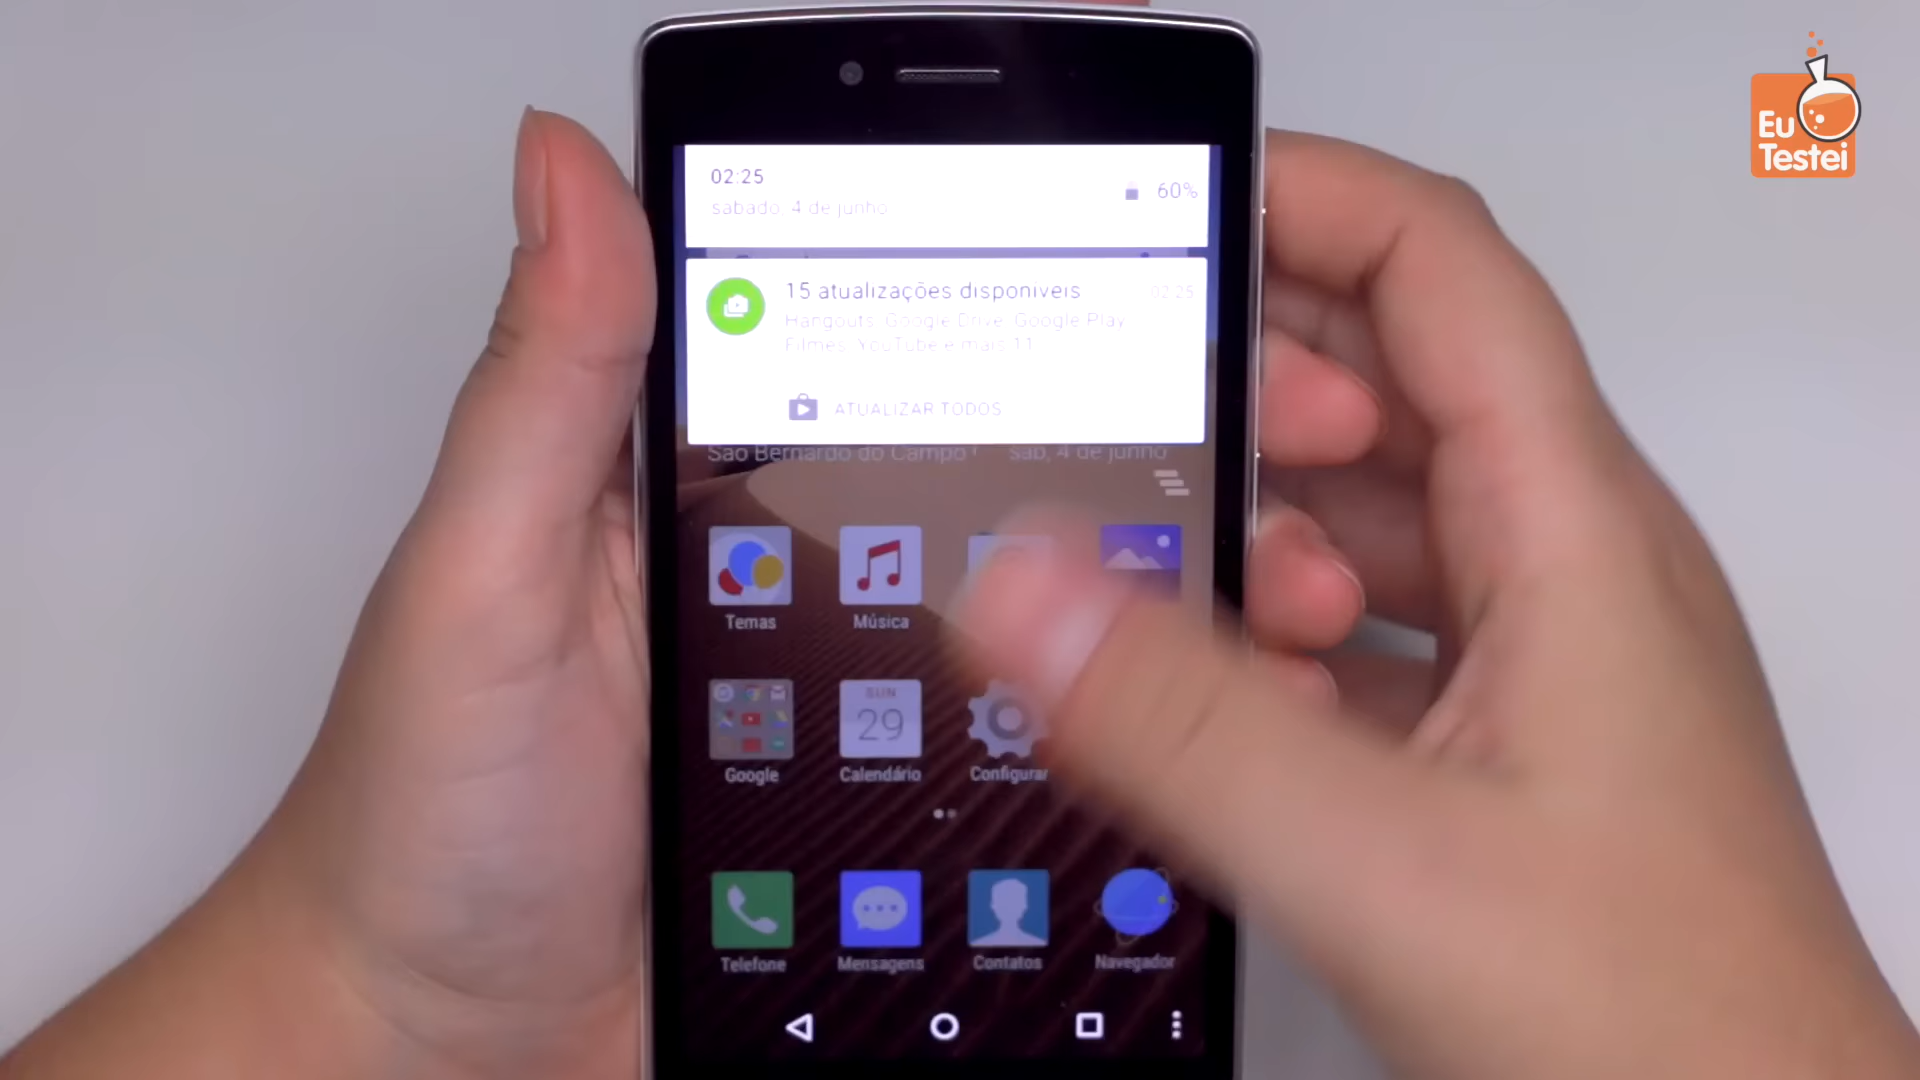 Eu
Testei
02:25
60%
sábado, 4 de junho
15 atualizações disponíveis
02:25
Hangouts, Google Drive, Google Play
Filmes, YouTube e mais 11
ATUALIZAR TODOS
São Bernardo do Campo
sáb, 4 de junho
Temas
Música
SUN
29
Google
Calendário
Configurar
Telefone
Mensagens
Contatos
Navegador